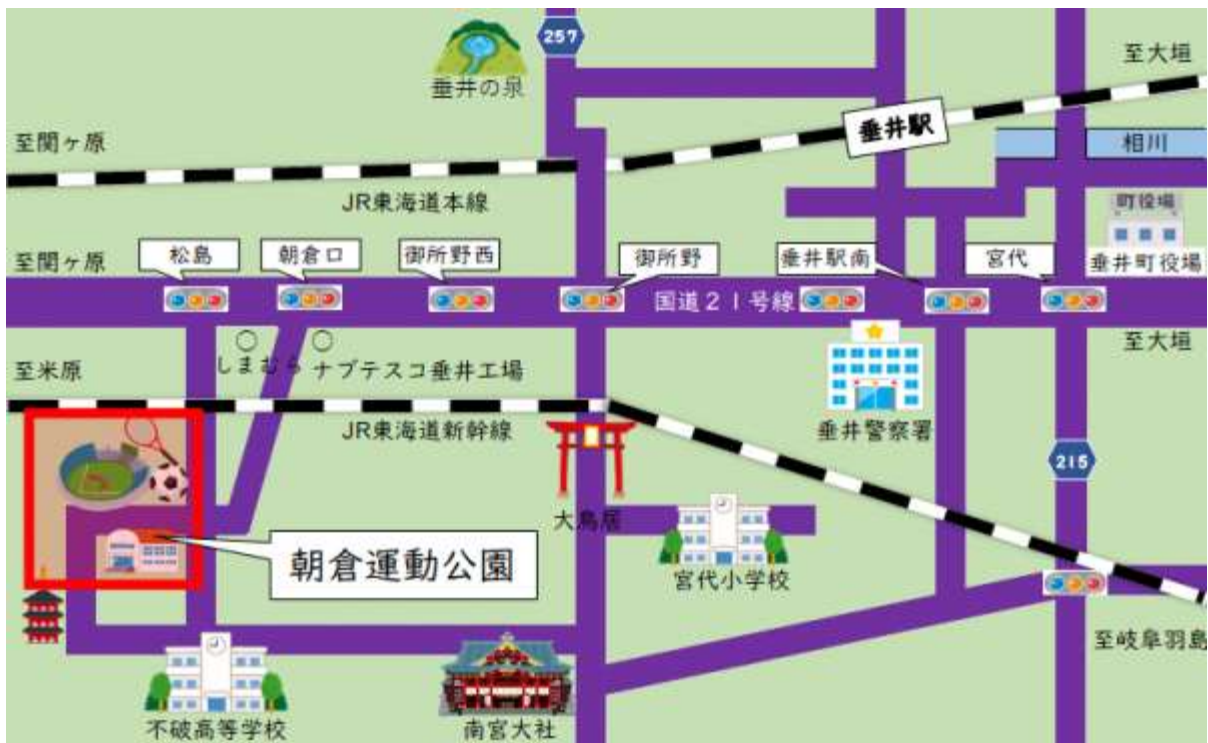 257
垂井の泉
至大垣
垂井駅
至関ヶ原
相川
JR東海道本線
町役場
至関ヶ原
松島
朝倉口
御所野西
御所野
垂井駅南
宮代
垂井町役場
国道21号線
至大垣
しまむら
ナブテスコ垂井工場
至米原
JR東海道新幹線
垂井警察署
215
大鳥居
朝倉運動公園
宮代小学校
至岐阜羽島
不破高等学校
南宮大社